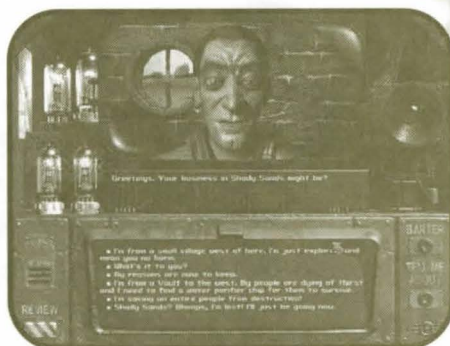 Greetings. Your business in Shady Sands might be?
BARTER
TELL ME
ABOUT
I'm from a small village west of here. I'm just exploring and
mean you no harm.
What's it to you?
My reasons are mine to keep.
I'm from a Vault to the west. My people are dying of thirst
and I need to find a water purifier chip for them to survive.
I'm saving an entire people from destruction!
Shady Sands? Whoops, I'm lost! I'll just be going now.
REVIEW